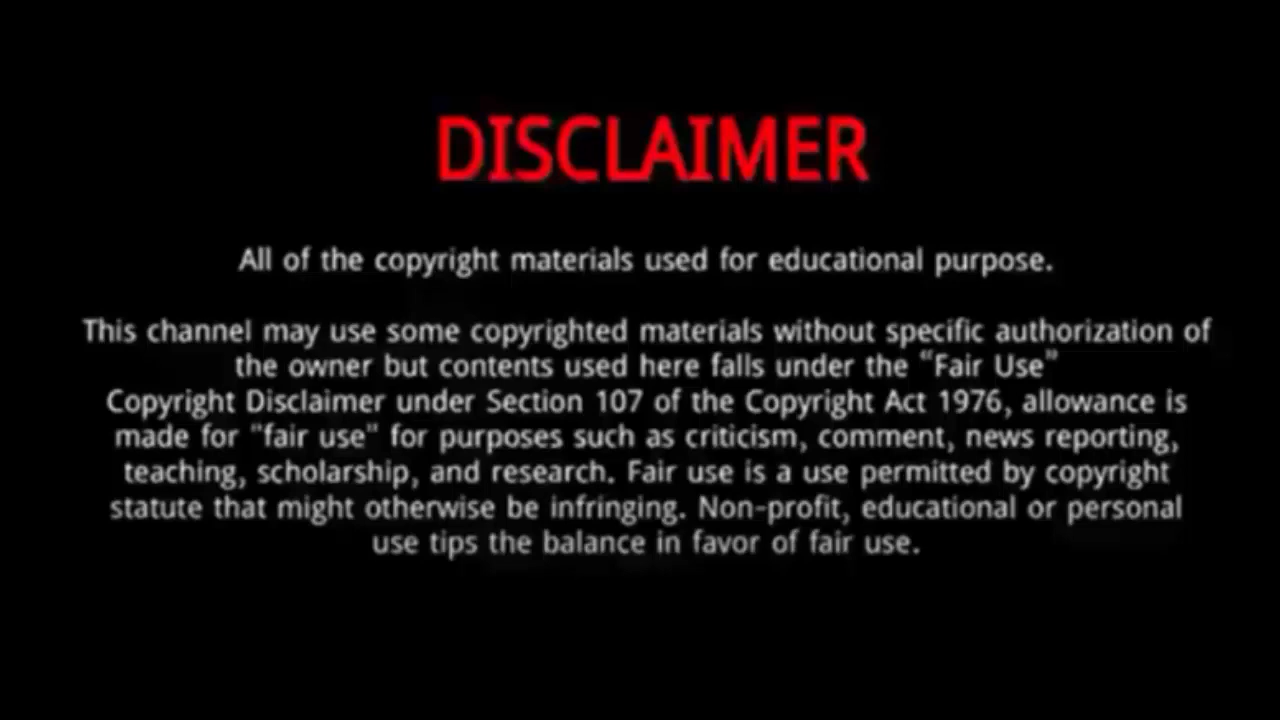 DISCLAIMER
All of the copyright materials used for educational purpose.
This channel may use some copyrighted materials without specific authorization of
the owner but contents used here falls under the “Fair Use”
Copyright Disclaimer under Section 107 of the Copyright Act 1976, allowance is
made for "fair use" for purposes such as criticism, comment, news reporting,
teaching, scholarship, and research. Fair use is a use permitted by copyright
statute that might otherwise be infringing. Non-profit, educational or personal
use tips the balance in favor of fair use.